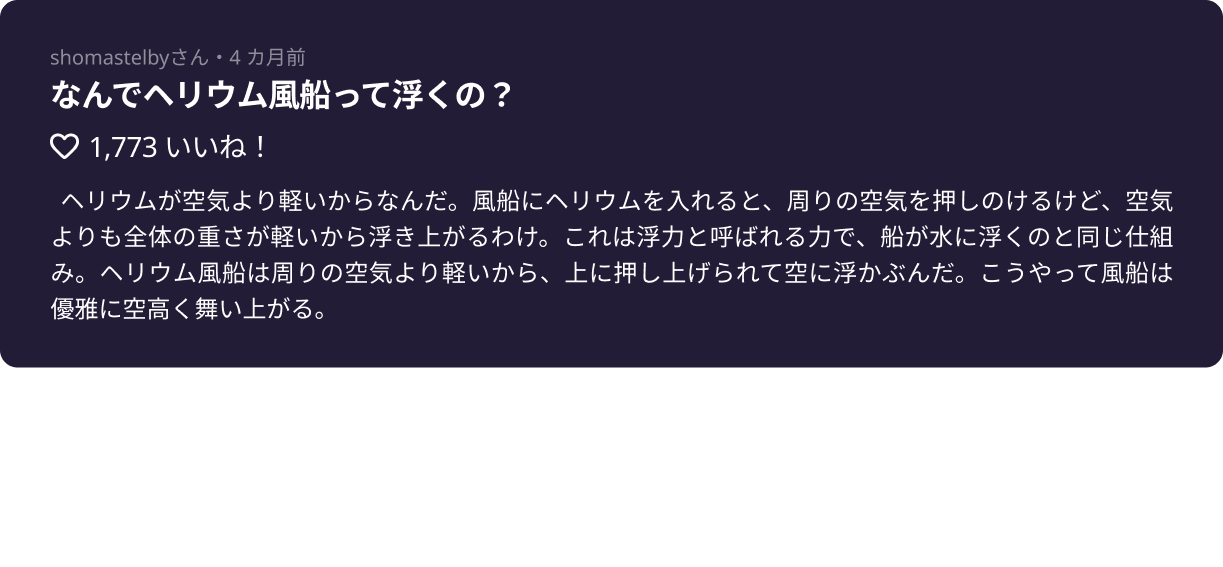 shomastelbyさん・4 カ月前
なんでヘリウム風船って浮くの？
1,773 いいね！
ヘリウムが空気より軽いからなんだ。風船にヘリウムを入れると、周りの空気を押しのけるけど、空気
よりも全体の重さが軽いから浮き上がるわけ。これは浮力と呼ばれる力で、船が水に浮くのと同じ仕組
み。ヘリウム風船は周りの空気より軽いから、上に押し上げられて空に浮かぶんだ。こうやって風船は
優雅に空高く舞い上がる。